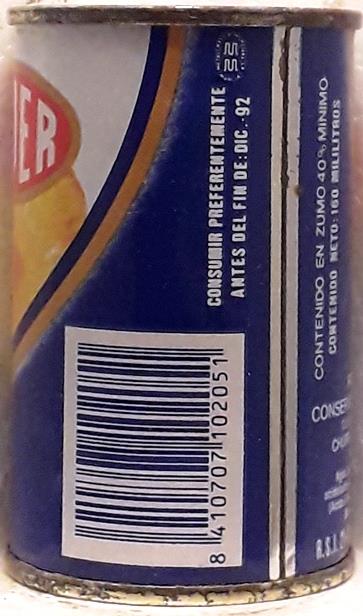 ER
CONSUMIR PREFERENTEMENTE
ANTES DEL FIN DE: DIC.-92
8 410707 102051
CONTENIDO EN ZUMO 40% MINIMO
CONTENIDO NETO: 160 MILILITROS
CONSE
R.S.I.